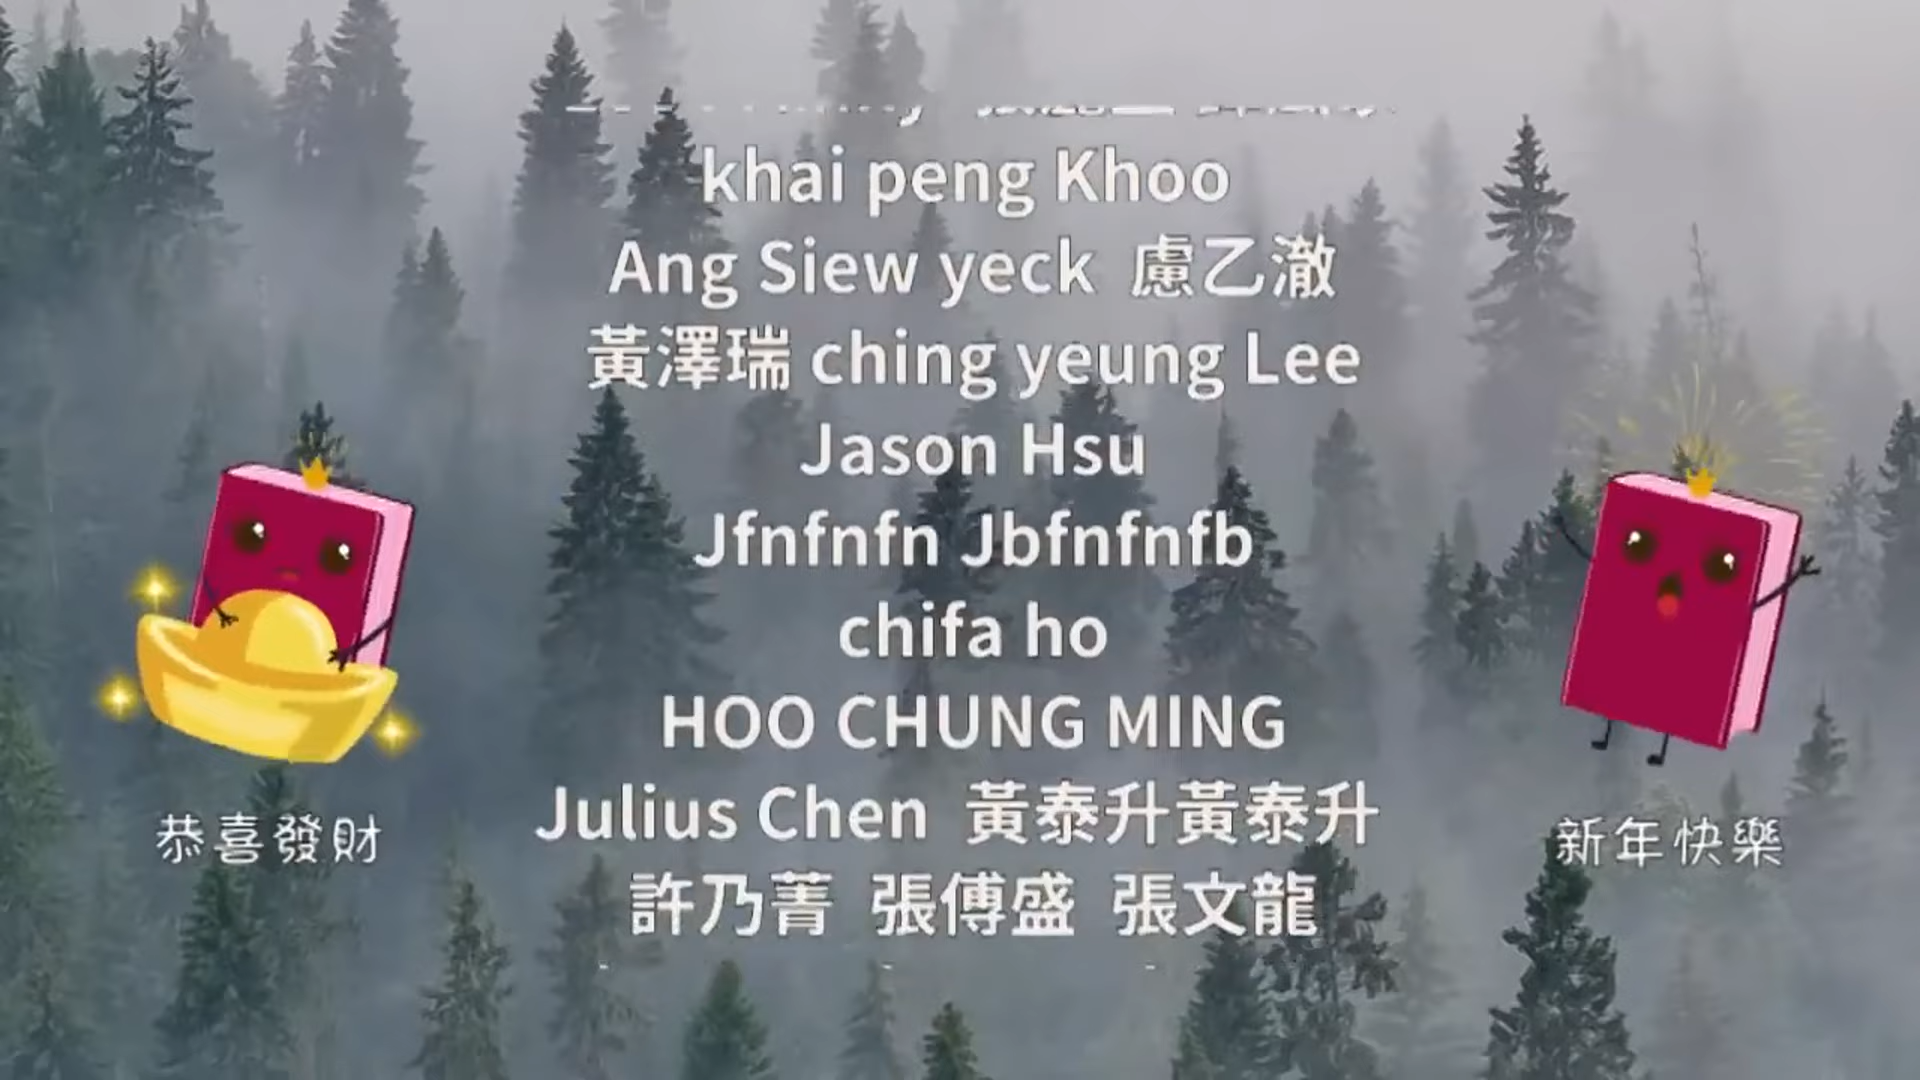 khai peng Khoo
Ang Siew yeck 慮乙澈
黃澤瑞 ching yeung Lee
Jason Hsu
Jfnfnfn Jbfnfnfb
chifa ho
HOO CHUNG MING
Julius Chen 黃泰升黃泰升
許乃菁 張傅盛 張文龍
恭喜發財
新年快樂